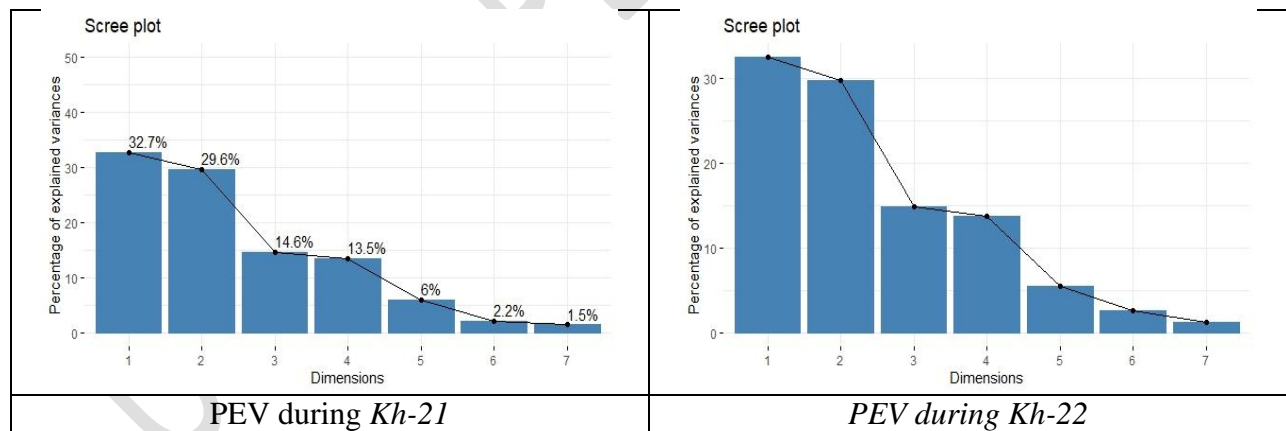 Scree plot
50
40
30
20
10
0
Percentage of explained variances
32.7%
29.6%
14.6%
13.5%
6%
2.2%
1.5%
1 2 3 4 5 6 7
Dimensions
PEV during Kh-21
Scree plot
30
20
10
0
Percentage of explained variances
1 2 3 4 5 6 7
Dimensions
PEV during Kh-22